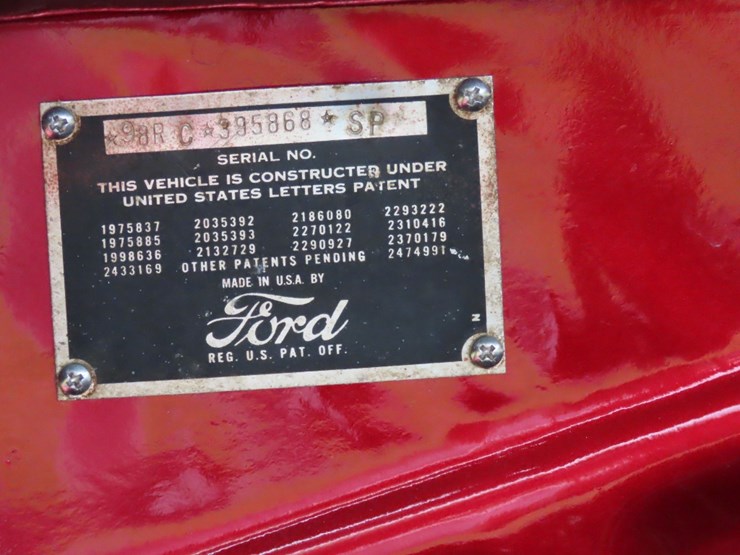 ★98R C★395868★ SP
SERIAL NO.
THIS VEHICLE IS CONSTRUCTED UNDER
UNITED STATES LETTERS PATENT
1975837 2035392 2186080 2293222
1975885 2035393 2270122 2310416
1998636 2132729 2290927 2370179
2433169 OTHER PATENTS PENDING 2474991
MADE IN U.S.A. BY
Ford
REG. U.S. PAT. OFF.
N